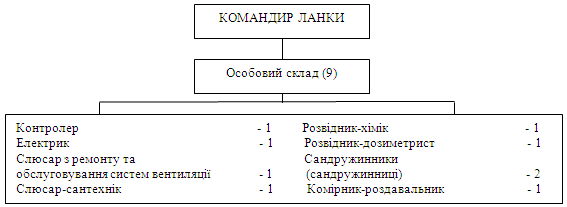 КОМАНДИР ЛАНКИ
Особовий склад (9)
Контролер - 1
Електрик - 1
Слюсар з ремонту та
обслуговування систем вентиляції - 1
Слюсар-сантехнік - 1
Розвідник-хімік - 1
Розвідник-дозиметрист - 1
Сандружинники
(сандружинниці) - 2
Комірник-роздавальник - 1